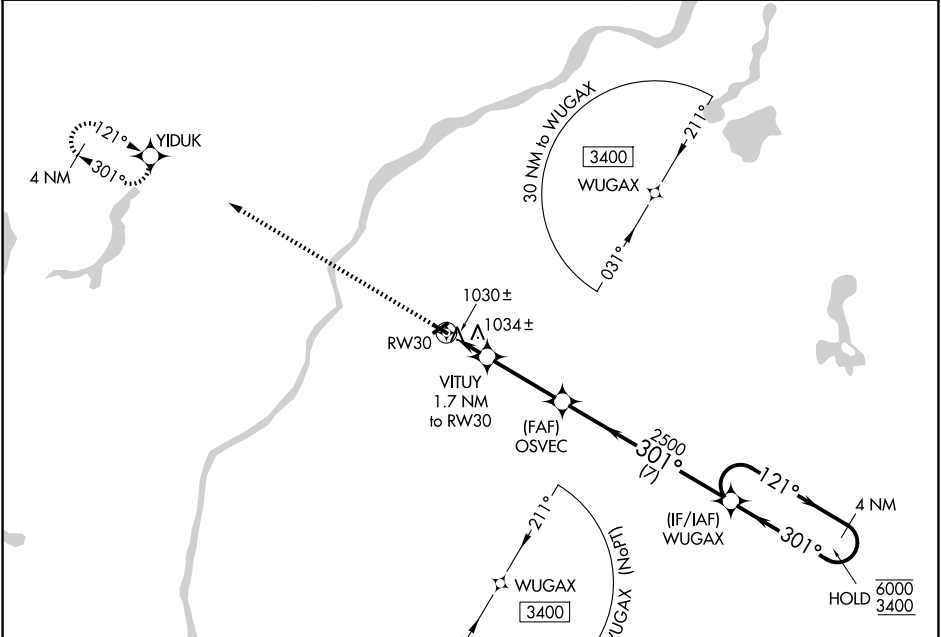 YIDUK
121°
301°
4 NM
30 NM to WUGAX
211°
3400
WUGAX
031°
1030±
1034±
RW30
VITUY
1.7 NM
to RW30
(FAF)
OSVEC
2500
301°
(7)
121°
4 NM
(IF/IAF)
WUGAX
301°
HOLD 6000
3400
211°
WUGAX
3400
WUGAX (NoPT)